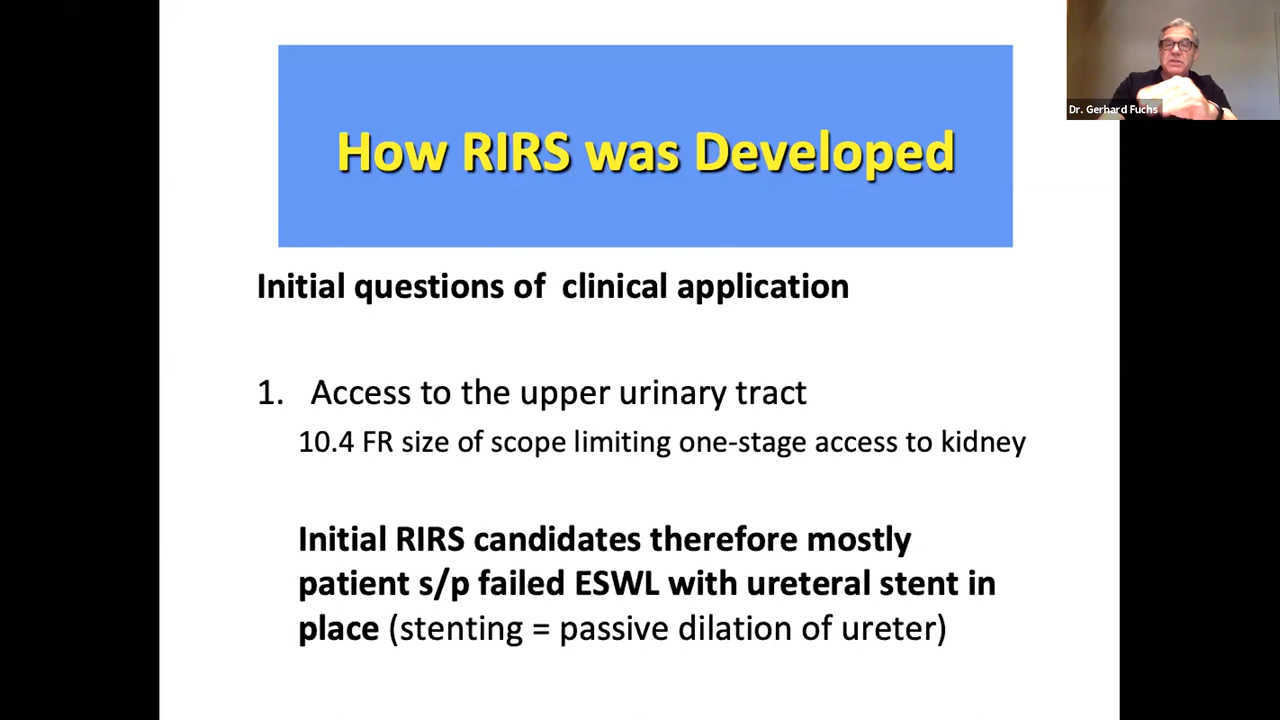 Dr. Gerhard Fuchs
How RIRS was Developed
Initial questions of  clinical application
1. Access to the upper urinary tract
10.4 FR size of scope limiting one-stage access to kidney
Initial RIRS candidates therefore mostly
patient s/p failed ESWL with ureteral stent in
place (stenting = passive dilation of ureter)